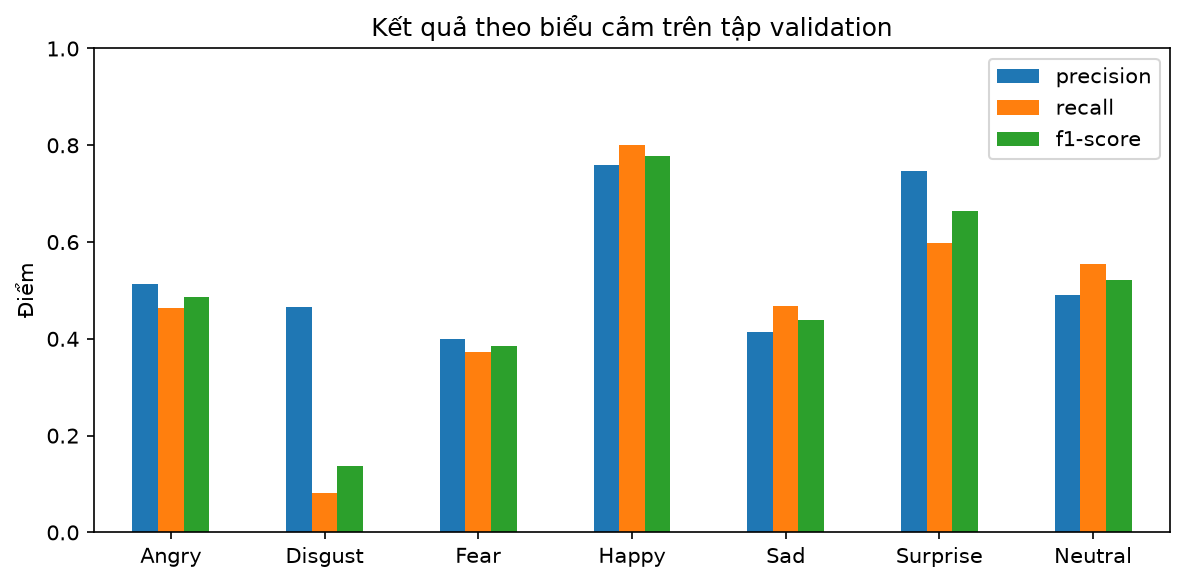 Kết quả theo biểu cảm trên tập validation
precision
recall
f1-score
Điểm
1.0
0.8
0.6
0.4
0.2
0.0
Angry
Disgust
Fear
Happy
Sad
Surprise
Neutral